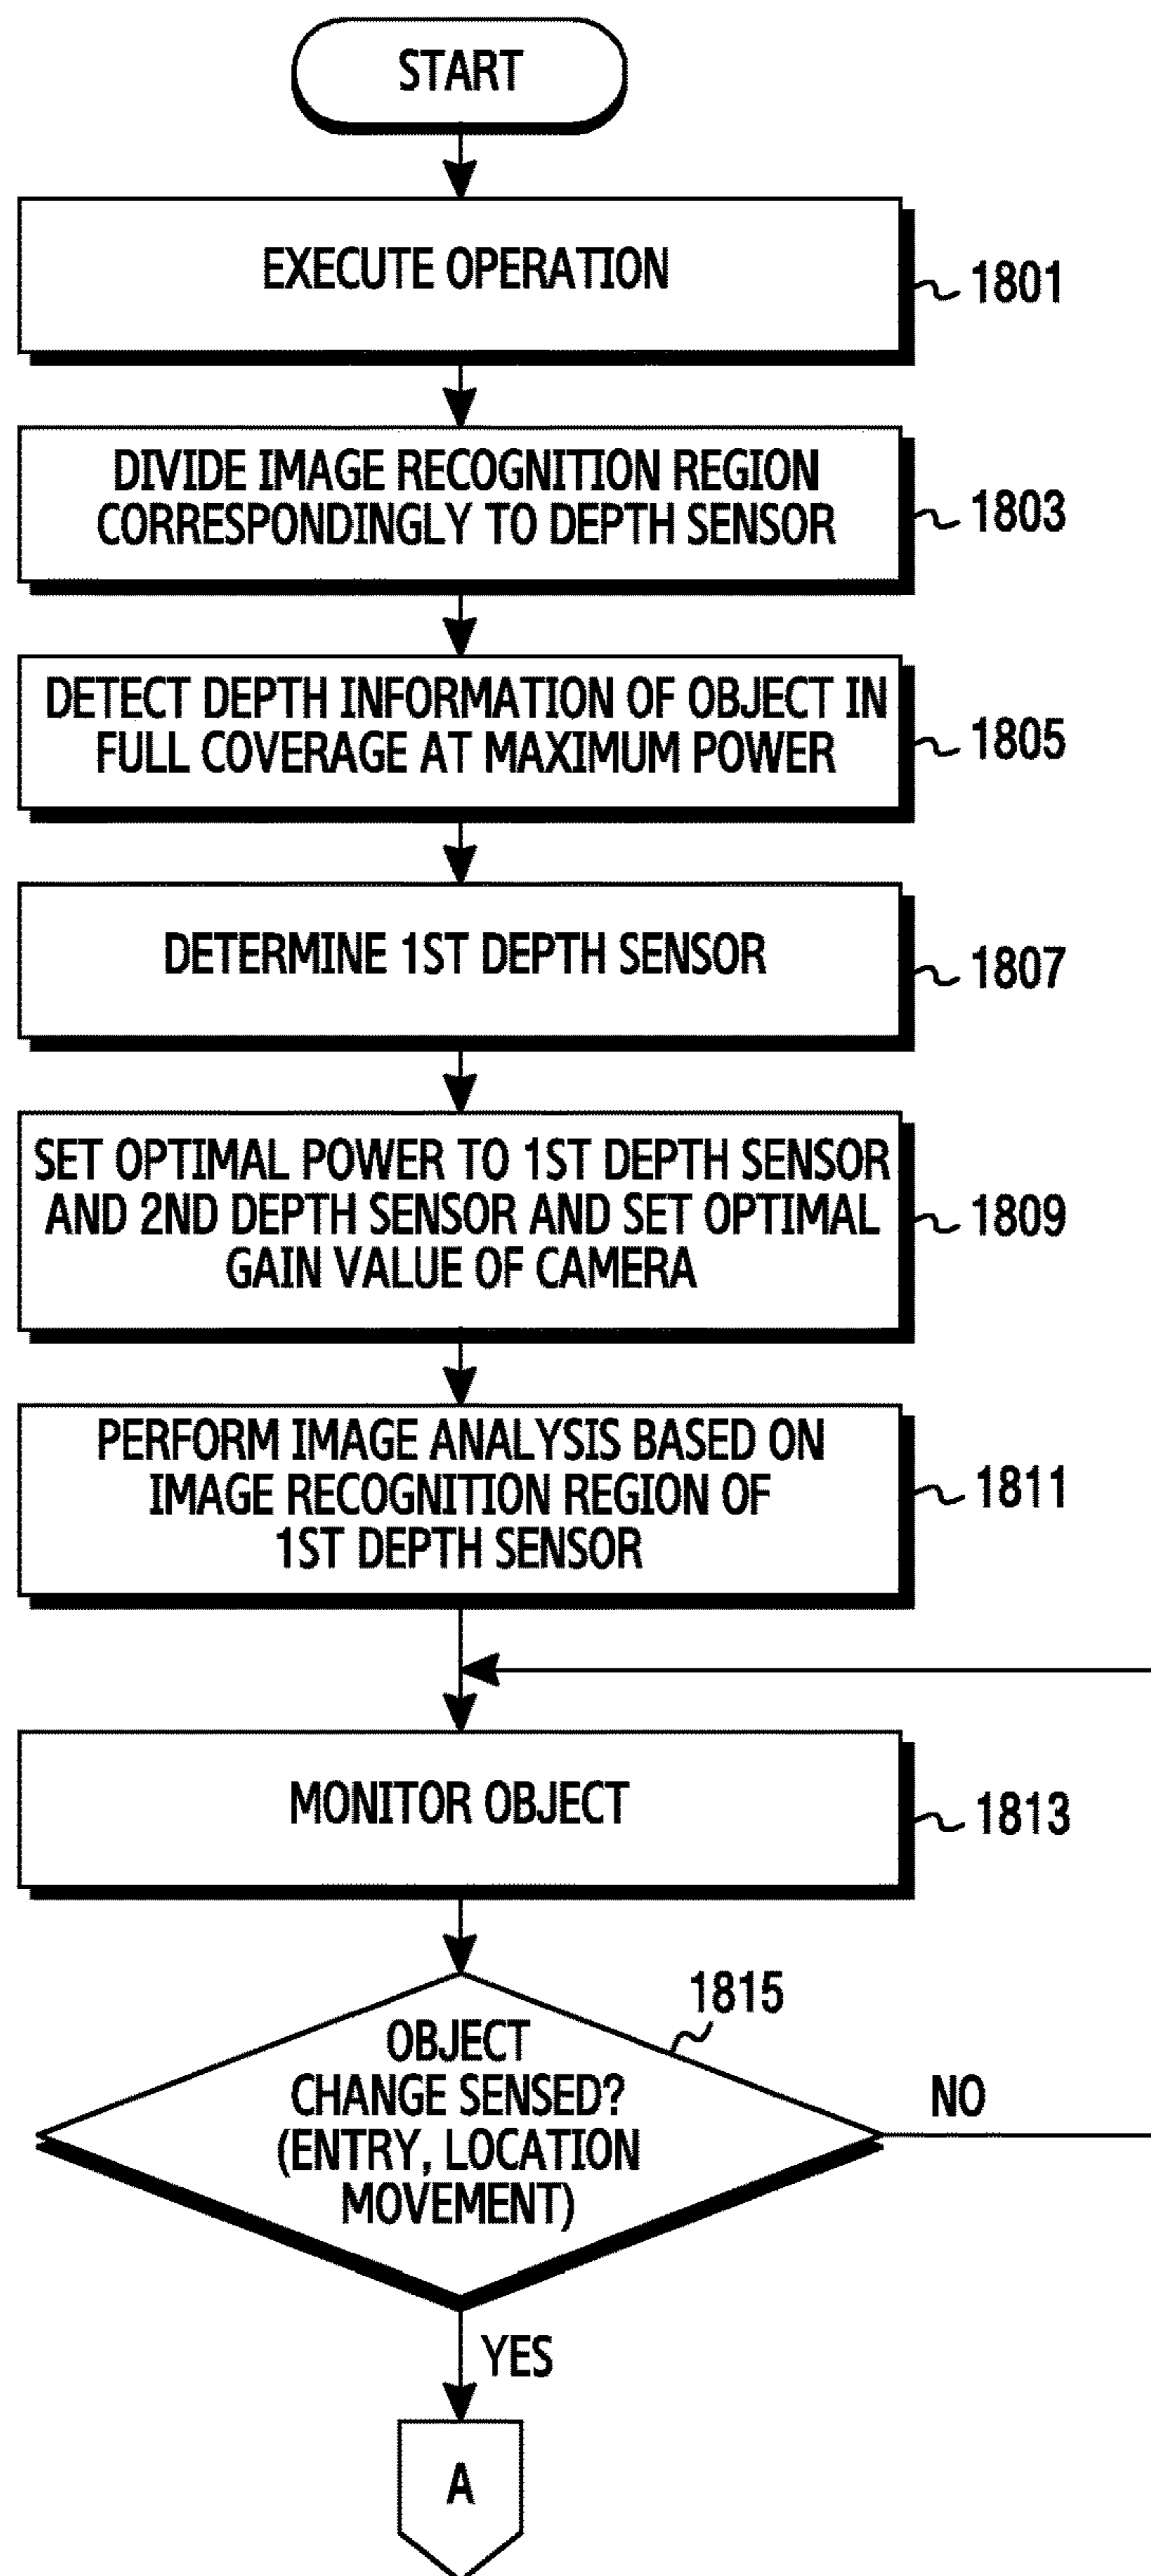 START
EXECUTE OPERATION
1801
DIVIDE IMAGE RECOGNITION REGION
CORRESPONDINGLY TO DEPTH SENSOR
1803
DETECT DEPTH INFORMATION OF OBJECT IN
FULL COVERAGE AT MAXIMUM POWER
1805
DETERMINE 1ST DEPTH SENSOR
1807
SET OPTIMAL POWER TO 1ST DEPTH SENSOR
AND 2ND DEPTH SENSOR AND SET OPTIMAL
GAIN VALUE OF CAMERA
1809
PERFORM IMAGE ANALYSIS BASED ON
IMAGE RECOGNITION REGION OF
1ST DEPTH SENSOR
1811
MONITOR OBJECT
1813
1815
OBJECT
CHANGE SENSED?
(ENTRY, LOCATION
MOVEMENT)
NO
YES
A